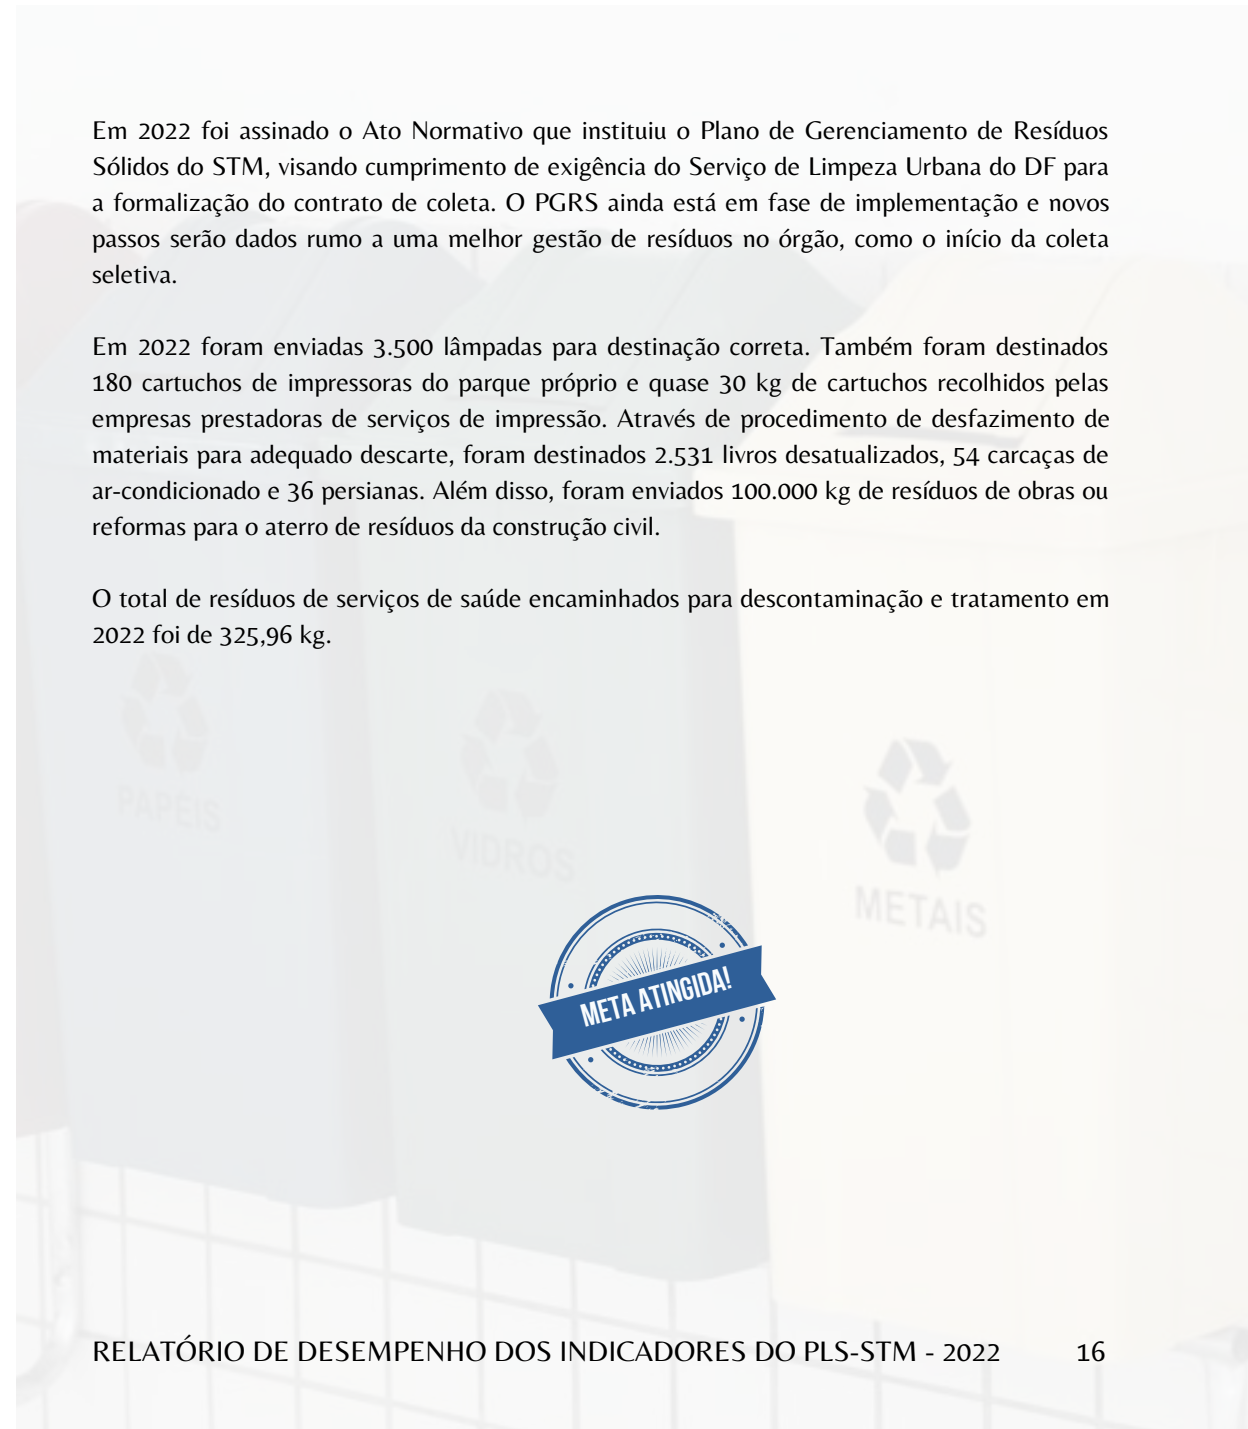 Em 2022 foi assinado o Ato Normativo que instituiu o Plano de Gerenciamento de Resíduos
Sólidos do STM, visando cumprimento de exigência do Serviço de Limpeza Urbana do DF para
a formalização do contrato de coleta. O PGRS ainda está em fase de implementação e novos
passos serão dados rumo a uma melhor gestão de resíduos no órgão, como o início da coleta
seletiva.
Em 2022 foram enviadas 3.500 lâmpadas para destinação correta. Também foram destinados
180 cartuchos de impressoras do parque próprio e quase 30 kg de cartuchos recolhidos pelas
empresas prestadoras de serviços de impressão. Através de procedimento de desfazimento de
materiais para adequado descarte, foram destinados 2.531 livros desatualizados, 54 carcaças de
ar-condicionado e 36 persianas. Além disso, foram enviados 100.000 kg de resíduos de obras ou
reformas para o aterro de resíduos da construção civil.
O total de resíduos de serviços de saúde encaminhados para descontaminação e tratamento em
2022 foi de 325,96 kg.
PAPÉIS
VIDROS
METAIS
META ATINGIDA!
RELATÓRIO DE DESEMPENHO DOS INDICADORES DO PLS-STM - 2022 16